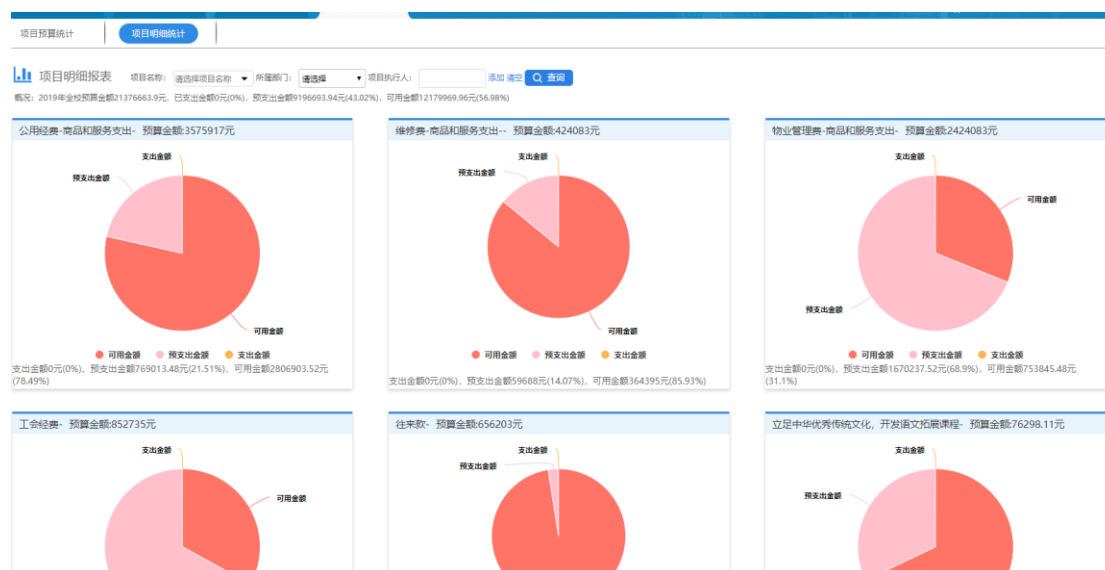 项目预算统计 项目明细统计
项目明细报表 项目名称: 请选择项目名称 所属部门: 请选择 项目执行人: 添加 清空 查询
概况: 2019年全校预算金额21376663.9元, 已支出金额0元(0%), 预支出金额9196693.94元(43.02%), 可用金额12179969.96元(56.98%)
公用经费-商品和服务支出- 预算金额:3575917元
支出金额
预支出金额
可用金额
可用金额 预支出金额 支出金额
支出金额0元(0%), 预支出金额769013.48元(21.51%), 可用金额2806903.52元
(78.49%)
维修费-商品和服务支出-- 预算金额:424083元
支出金额
预支出金额
可用金额
可用金额 预支出金额 支出金额
支出金额0元(0%), 预支出金额59688元(14.07%), 可用金额364395元(85.93%)
物业管理费-商品和服务支出- 预算金额:2424083元
支出金额
可用金额
预支出金额
可用金额 预支出金额 支出金额
支出金额0元(0%), 预支出金额1670237.52元(68.9%), 可用金额753845.48元
(31.1%)
工会经费- 预算金额:852735元
支出金额
可用金额
往来款- 预算金额:656203元
支出金额
预支出金额
立足中华优秀传统文化, 开发语文拓展课程- 预算金额:76298.11元
支出金额
预支出金额